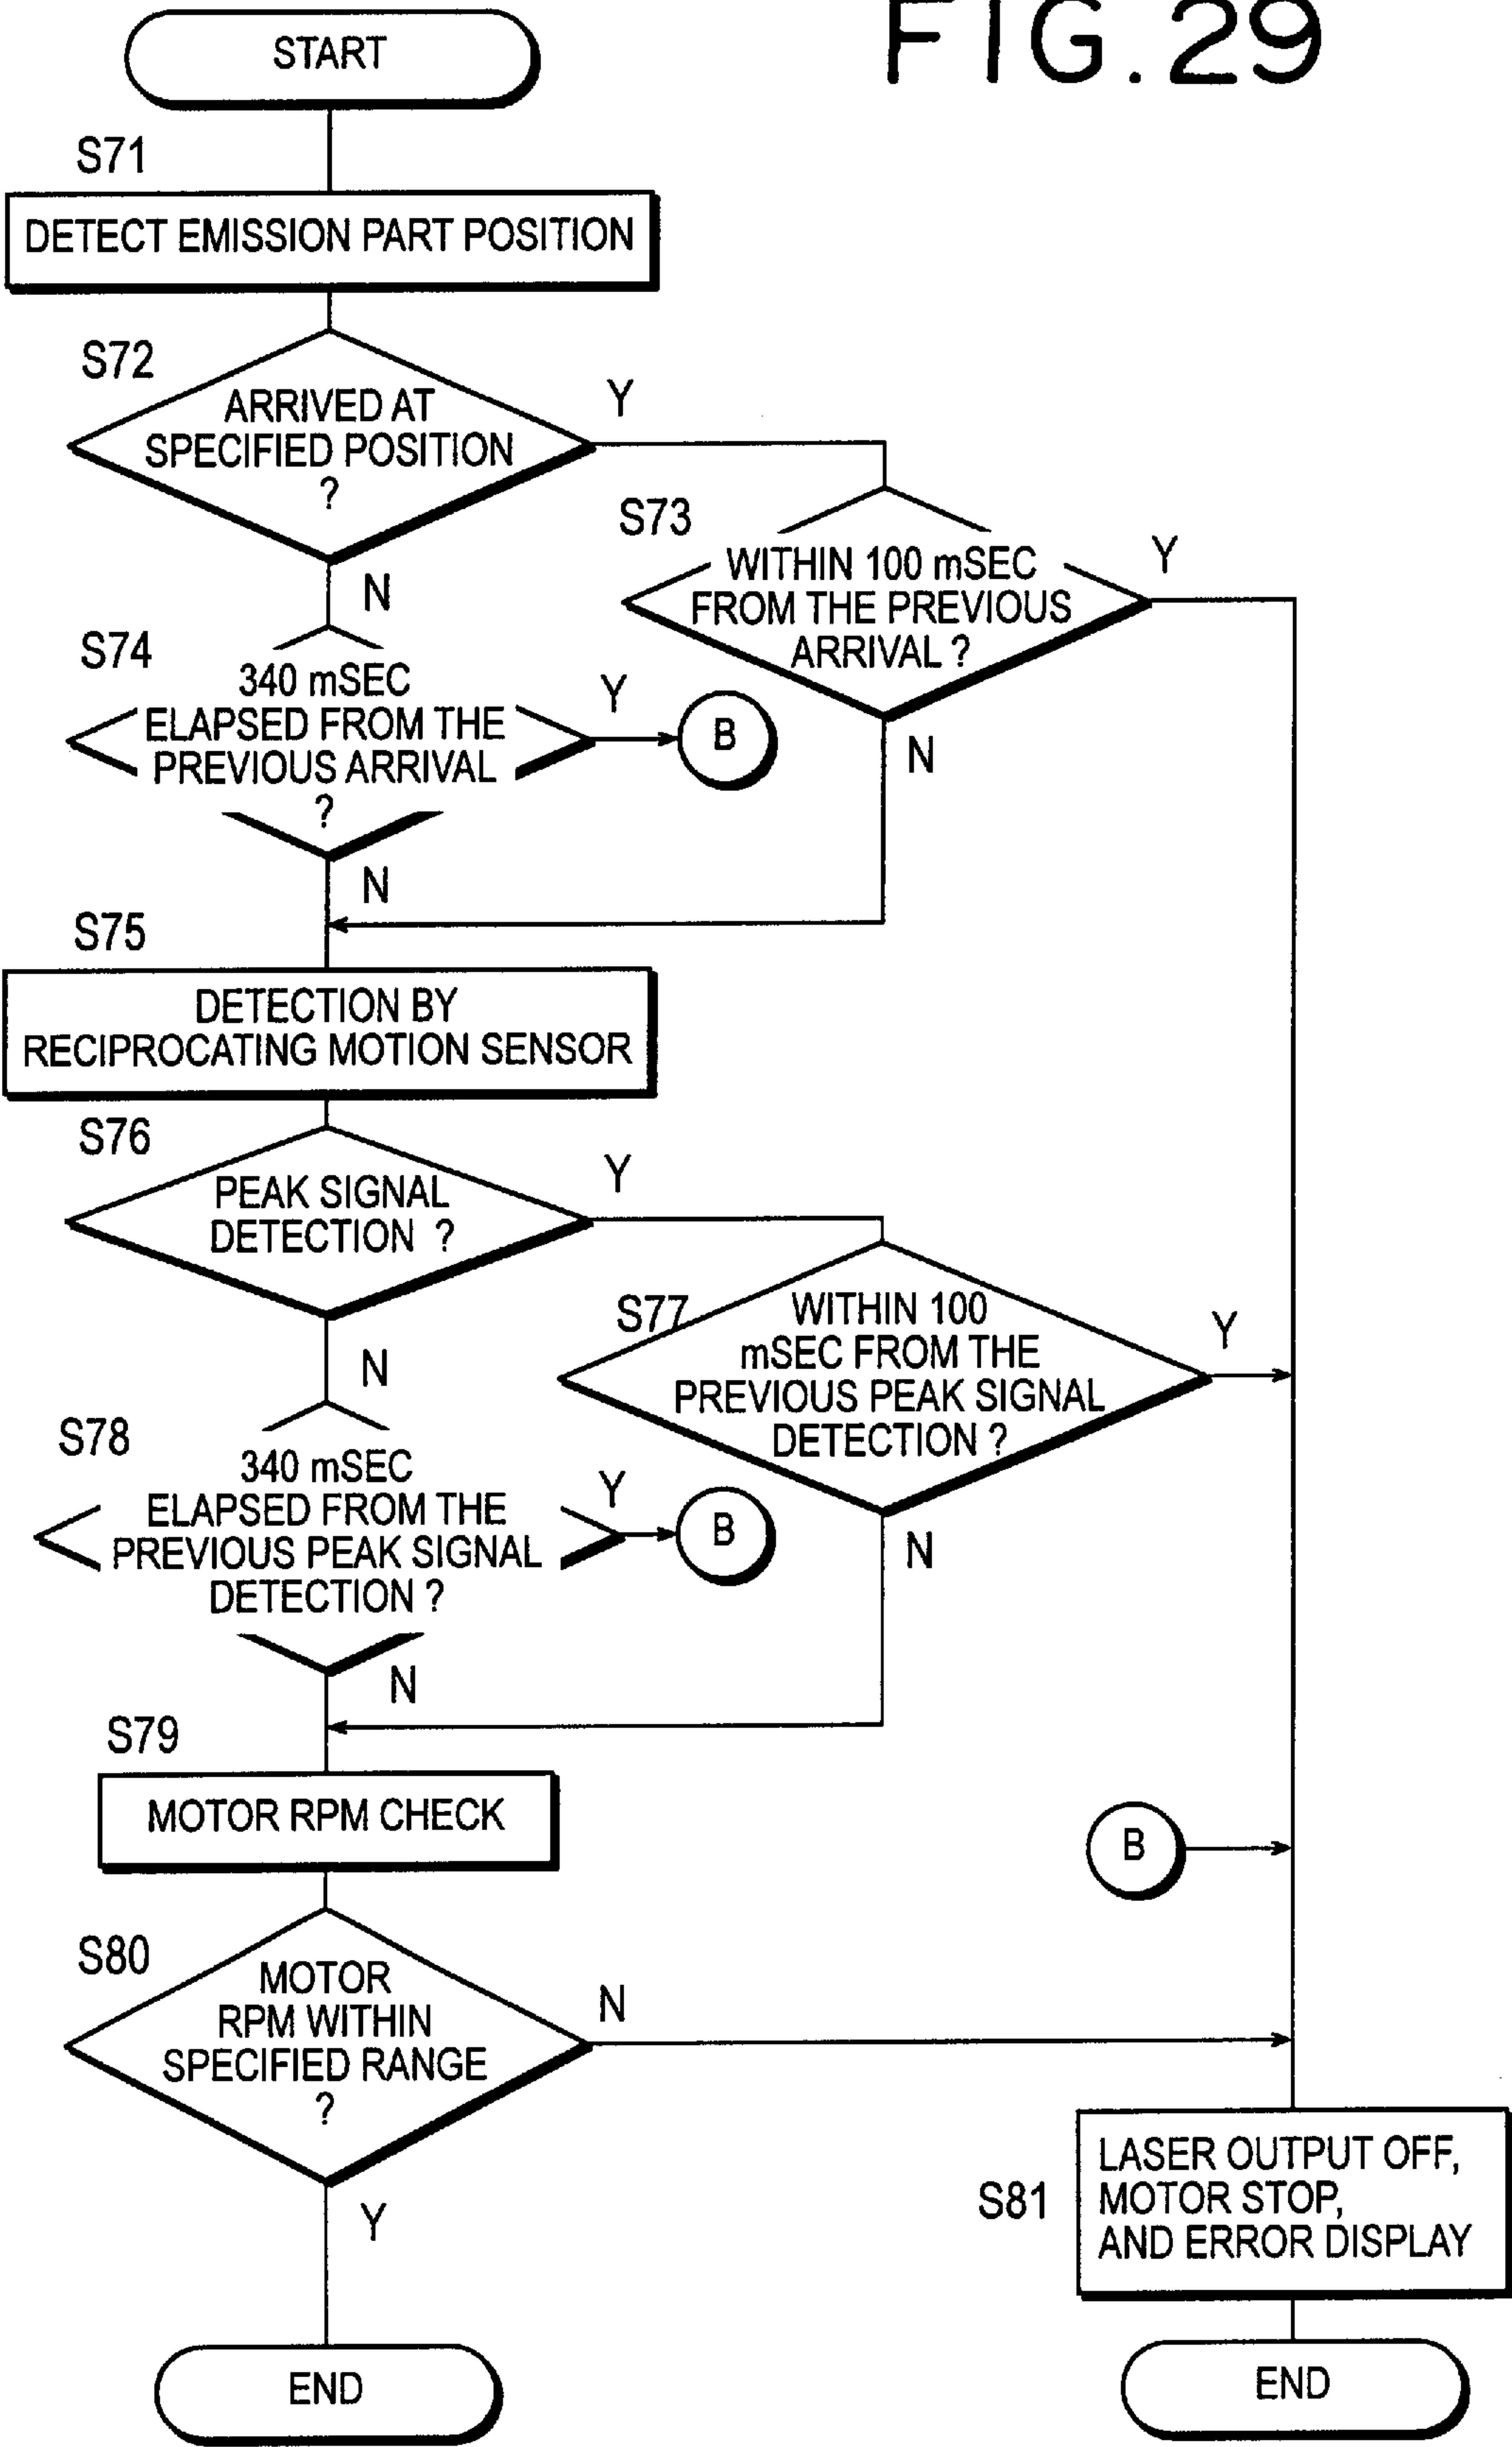 FIG.29
START
S71
DETECT EMISSION PART POSITION
S72
ARRIVED AT
SPECIFIED POSITION
?
Y
N
S73
WITHIN 100 mSEC
FROM THE PREVIOUS
ARRIVAL ?
Y
N
S74
340 mSEC
ELAPSED FROM THE
PREVIOUS ARRIVAL
?
Y
B
N
S75
DETECTION BY
RECIPROCATING MOTION SENSOR
S76
PEAK SIGNAL
DETECTION ?
Y
N
S77
WITHIN 100
mSEC FROM THE
PREVIOUS PEAK SIGNAL
DETECTION ?
Y
N
S78
340 mSEC
ELAPSED FROM THE
PREVIOUS PEAK SIGNAL
DETECTION ?
Y
B
N
S79
MOTOR RPM CHECK
B
S80
MOTOR
RPM WITHIN
SPECIFIED RANGE
?
N
Y
S81
LASER OUTPUT OFF,
MOTOR STOP,
AND ERROR DISPLAY
END
END